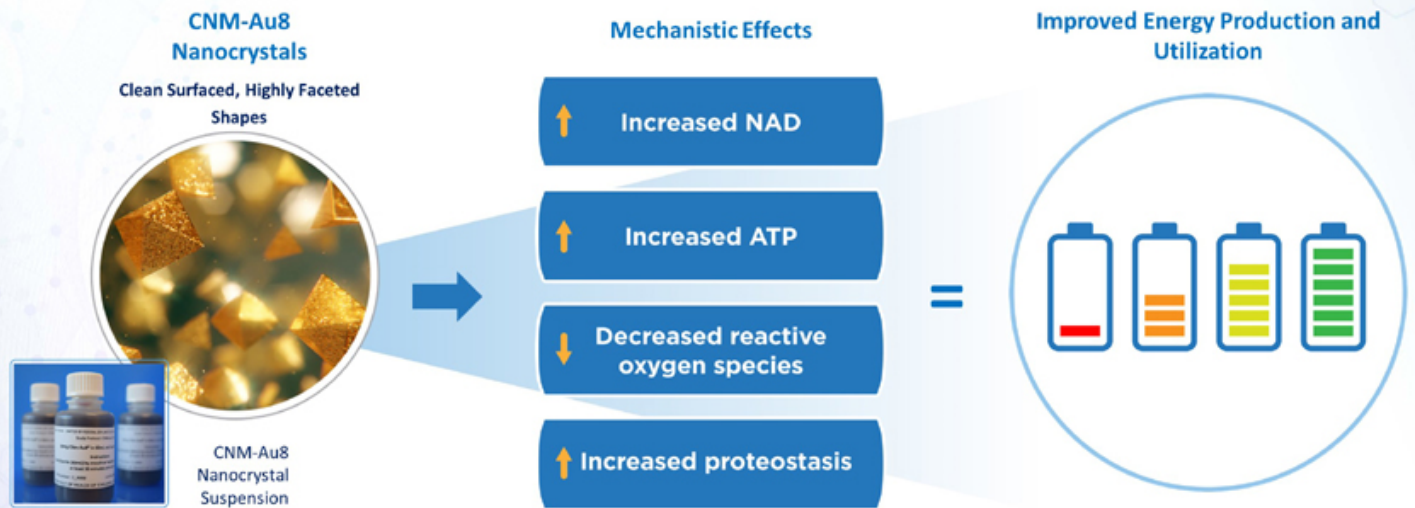 CNM-Au8
Nanocrystals
Clean Surfaced, Highly Faceted
Shapes
CNM-Au8
Nanocrystal
Suspension
Mechanistic Effects
Increased NAD
Increased ATP
Decreased reactive
oxygen species
Increased proteostasis
=
Improved Energy Production and
Utilization